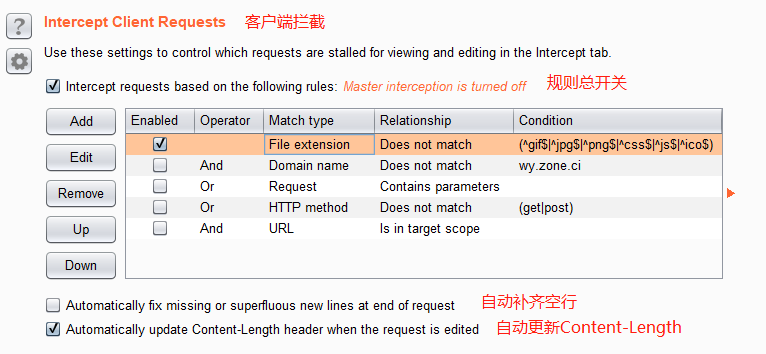 ?
Intercept Client Requests 客户端拦截
Use these settings to control which requests are stalled for viewing and editing in the Intercept tab.
Intercept requests based on the following rules: Master interception is turned off 规则总开关
Add
Edit
Remove
Up
Down
Enabled Operator Match type Relationship Condition
File extension Does not match (^gif$|^jpg$|^png$|^css$|^js$|^ico$)
And Domain name Does not match wy.zone.ci
Or Request Contains parameters
Or HTTP method Does not match (get|post)
And URL Is in target scope
Automatically fix missing or superfluous new lines at end of request 自动补齐空行
Automatically update Content-Length header when the request is edited 自动更新Content-Length